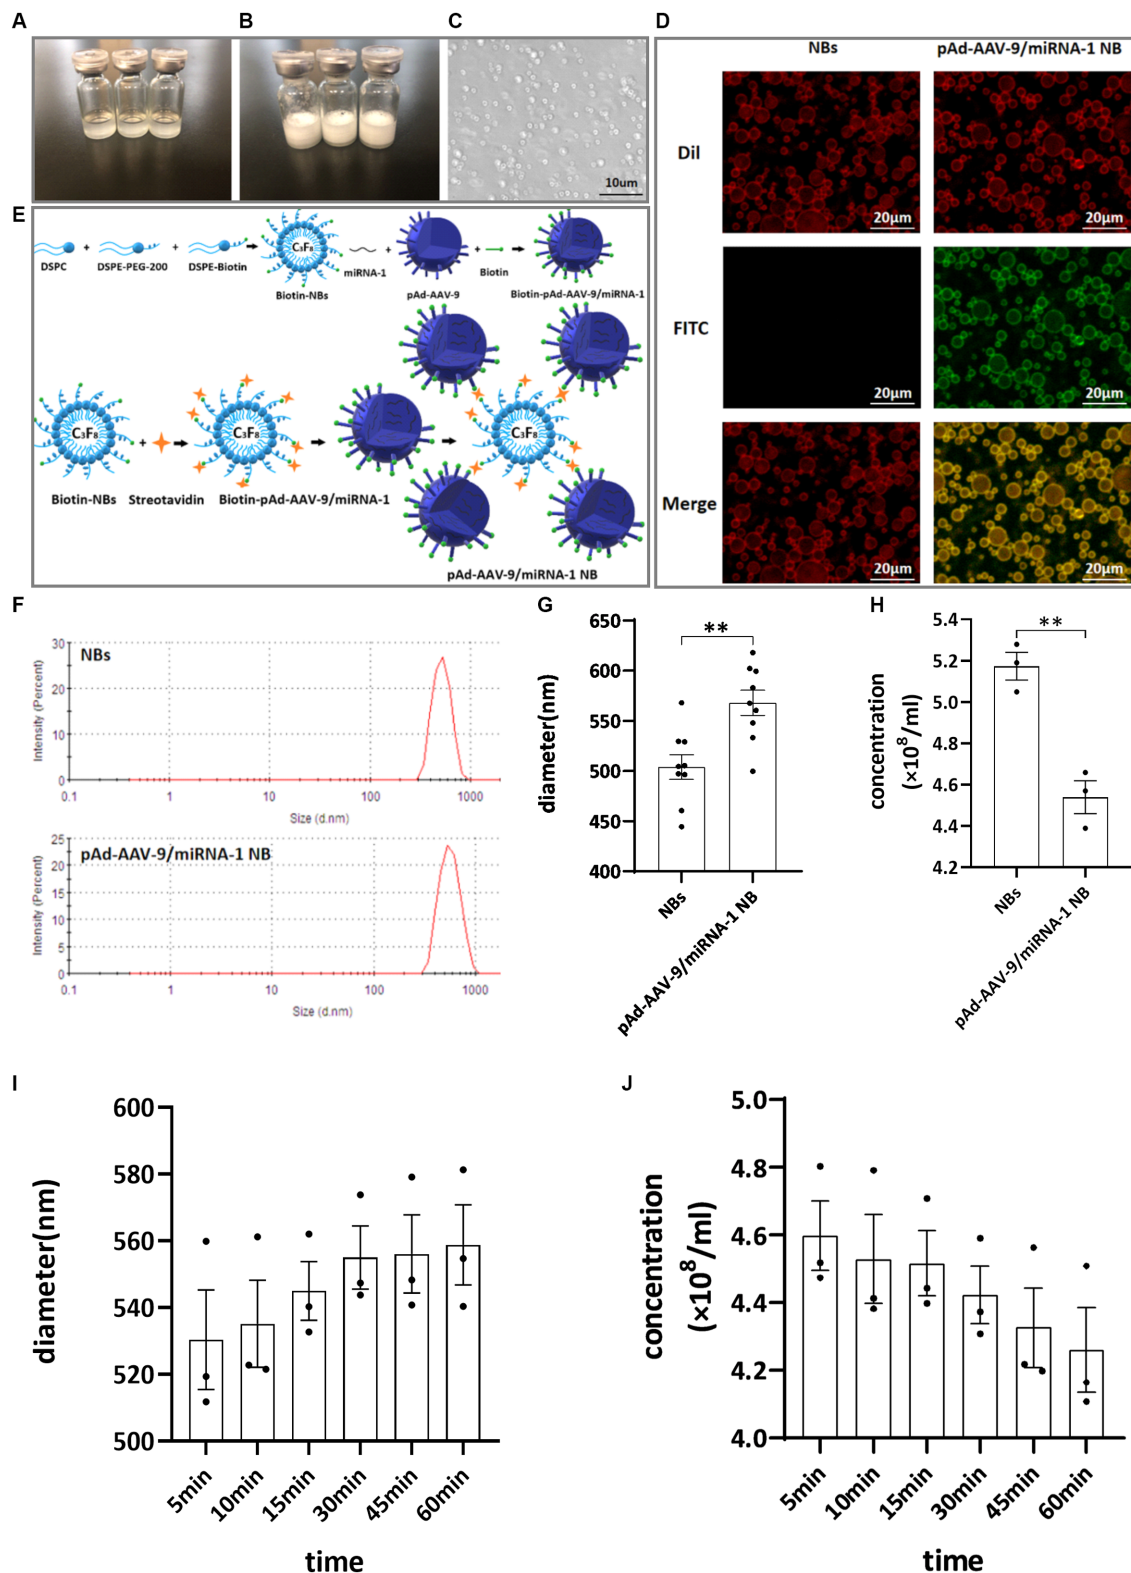 A
B
C
10um
D
NBs
pAd-AAV-9/miRNA-1 NB
Dil
20μm
20μm
FITC
20μm
20μm
Merge
20μm
20μm
E
DSPC
+
DSPE-PEG-200
+
DSPE-Biotin
C₃F₈
Biotin-NBs
miRNA-1
+
pAd-AAV-9
+
Biotin
Biotin-pAd-AAV-9/miRNA-1
C₃F₈
Biotin-NBs
+
Streotavidin
C₃F₈
Biotin-pAd-AAV-9/miRNA-1
C₃F₈
pAd-AAV-9/miRNA-1 NB
F
NBs
Intensity (Percent)
30
20
10
0
0.1
1
10
100
1000
Size (d.nm)
pAd-AAV-9/miRNA-1 NB
Intensity (Percent)
25
20
15
10
5
0
0.1
1
10
100
1000
Size (d.nm)
G
diameter(nm)
650
600
550
500
450
400
**
NBs
pAd-AAV-9/miRNA-1 NB
H
concentration
(×10⁸/ml)
5.4
5.2
5.0
4.8
4.6
4.4
4.2
**
NBs
pAd-AAV-9/miRNA-1 NB
I
diameter(nm)
600
580
560
540
520
500
5min
10min
15min
30min
45min
60min
time
J
concentration
(×10⁸/ml)
5.0
4.8
4.6
4.4
4.2
4.0
5min
10min
15min
30min
45min
60min
time